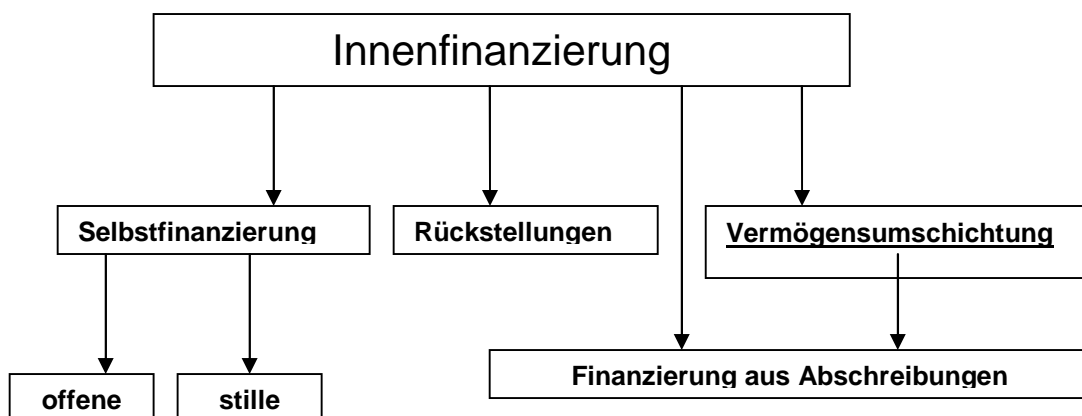 Innenfinanzierung
Selbstfinanzierung
Rückstellungen
Vermögensumschichtung
Finanzierung aus Abschreibungen
offene
stille